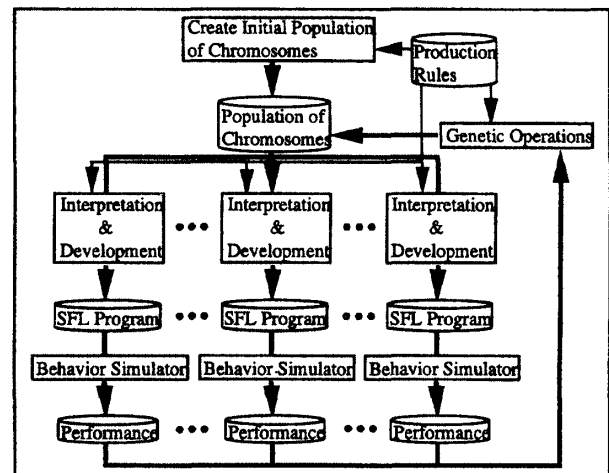 Create Initial Population
of Chromosomes
Production
Rules
Population of
Chromosomes
Genetic Operations
Interpretation
&
Development
Interpretation
&
Development
Interpretation
&
Development
SFL Program
SFL Program
SFL Program
Behavior Simulator
Behavior Simulator
Behavior Simulator
Performance
Performance
Performance